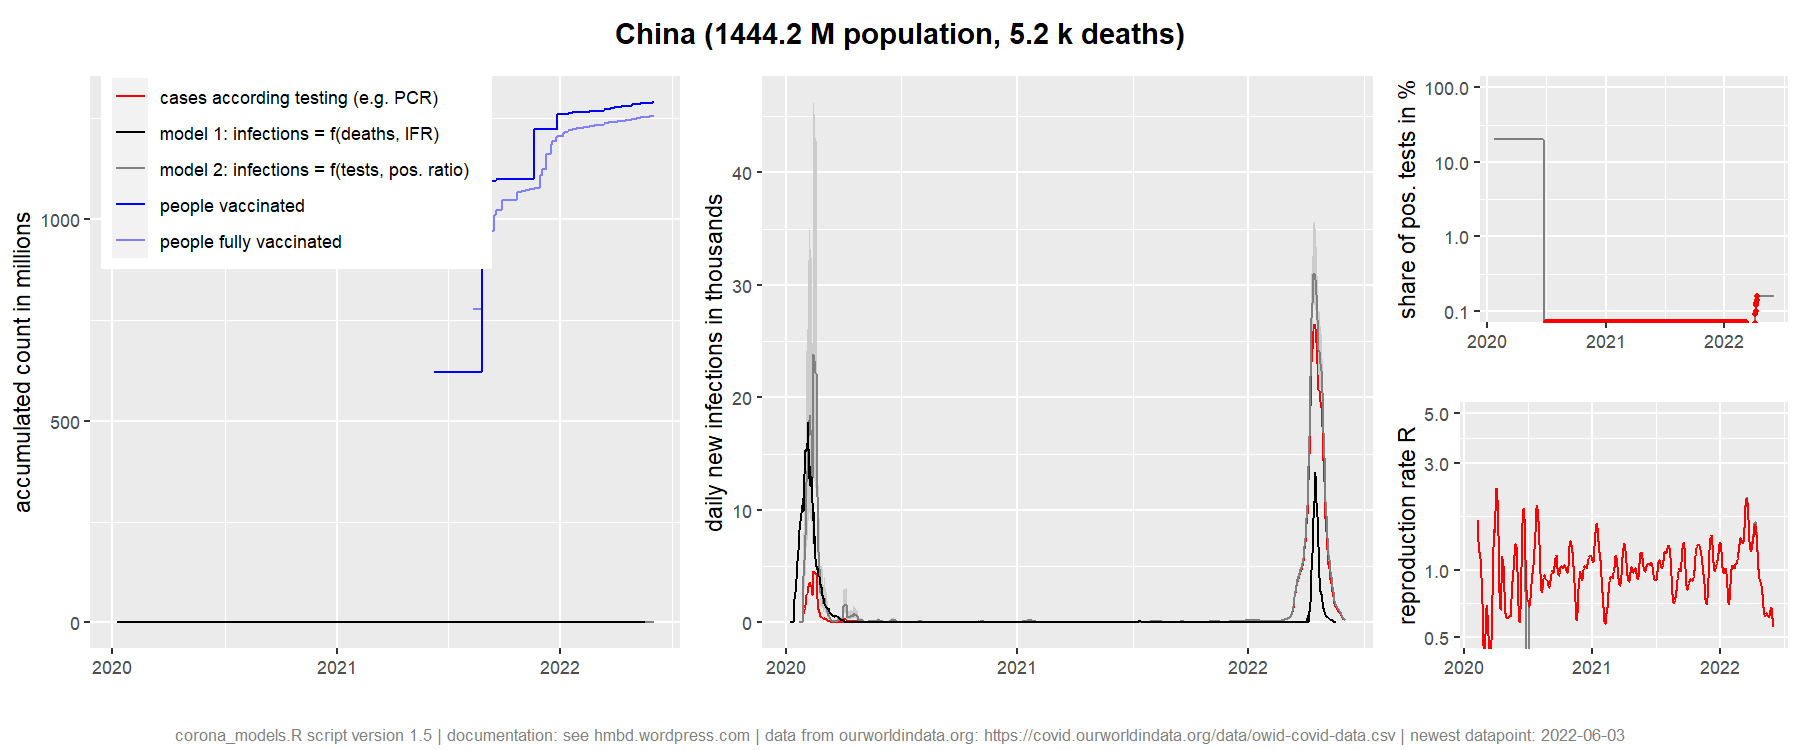 China (1444.2 M population, 5.2 k deaths)
accumulated count in millions
1000
500
0
2020 2021 2022
cases according testing (e.g. PCR)
model 1: infections = f(deaths, IFR)
model 2: infections = f(tests, pos. ratio)
people vaccinated
people fully vaccinated
daily new infections in thousands
40
30
20
10
0
2020 2021 2022
share of pos. tests in %
100.0
10.0
1.0
0.1
2020 2021 2022
reproduction rate R
5.0
3.0
1.0
0.5
2020 2021 2022
corona_models.R script version 1.5 | documentation: see hmbd.wordpress.com | data from ourworldindata.org: https://covid.ourworldindata.org/data/owid-covid-data.csv | newest datapoint: 2022-06-03